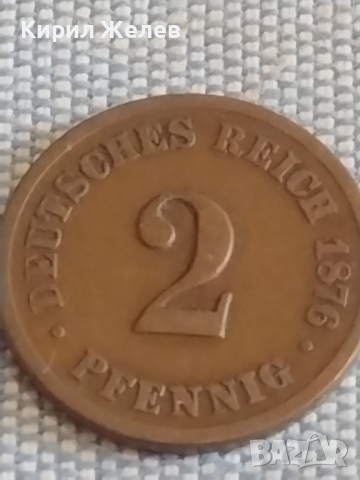 Кирил Желев
DEUTSCHES REICH 1876
2
PFENNIG
BAZAR